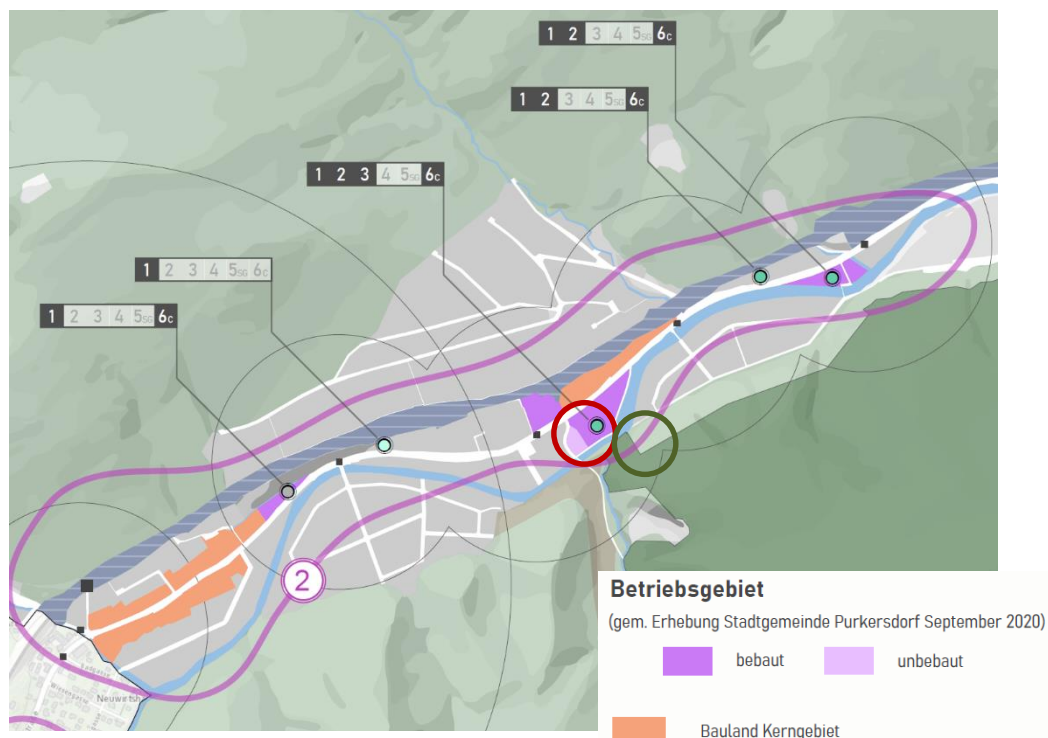 1 2 3 4 5SG 6c
1 2 3 4 5SG 6c
1 2 3 4 5SG 6c
1 2 3 4 5SG 6c
1 2 3 4 5SG 6c
2
Neuwirtsh
Betriebsgebiet
(gem. Erhebung Stadtgemeinde Purkersdorf September 2020)
bebaut
unbebaut
Bauland Kerngebiet